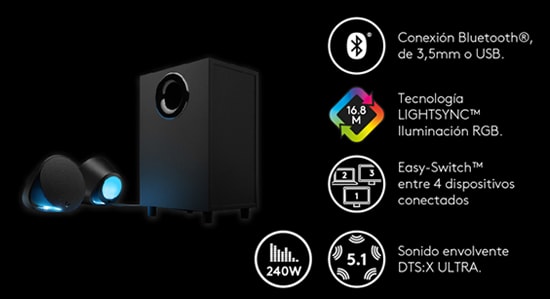 Conexión Bluetooth®,
de 3,5mm o USB.
16.8
M
Tecnología
LIGHTSYNC™
Iluminación RGB.
2
3
1
Easy-Switch™
entre 4 dispositivos
conectados
240W
5.1
Sonido envolvente
DTS:X ULTRA.